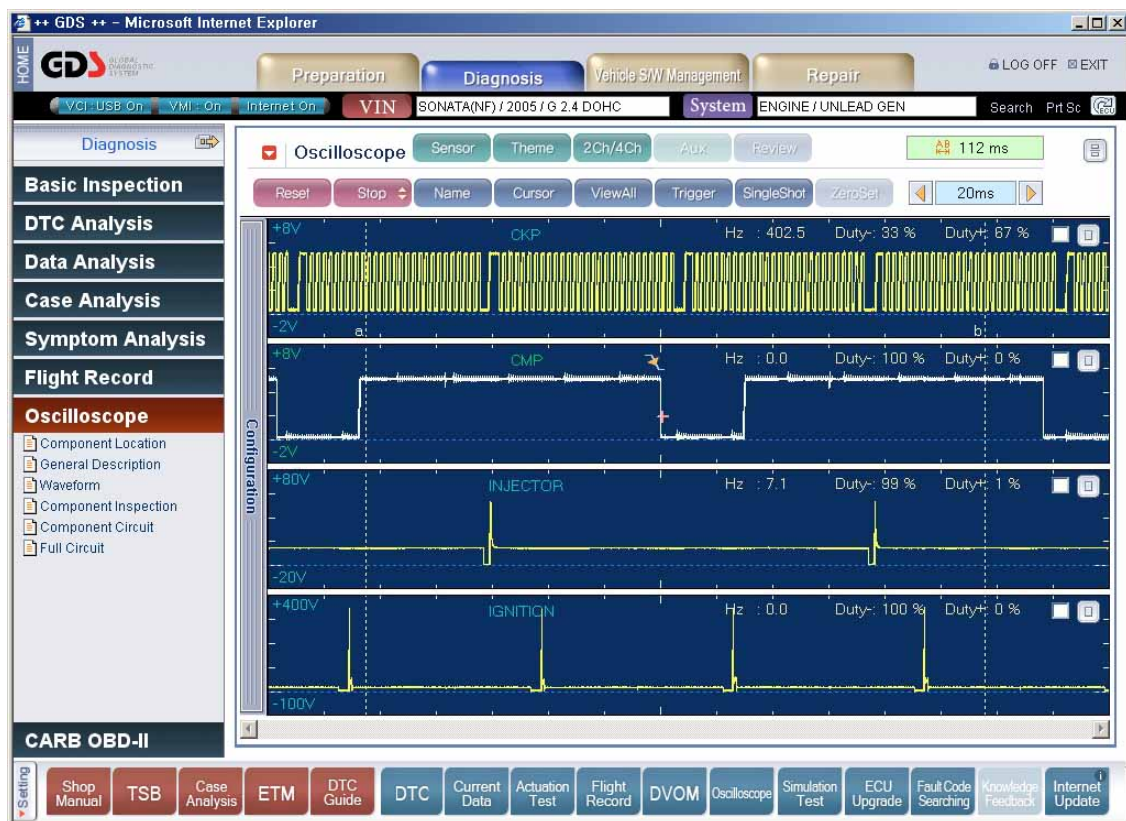 ++ GDS ++ - Microsoft Internet Explorer
HOME
GDS GLOBAL DIAGNOSTIC SYSTEM
Preparation Diagnosis Vehicle S/W Management Repair
LOG OFF EXIT
VCI : USB On VMI : On Internet On VIN SONATA(NF) / 2005 / G 2.4 DOHC System ENGINE / UNLEAD GEN Search Prt Sc
Diagnosis
Basic Inspection
DTC Analysis
Data Analysis
Case Analysis
Symptom Analysis
Flight Record
Oscilloscope
Component Location
General Description
Waveform
Component Inspection
Component Circuit
Full Circuit
CARB OBD-II
Oscilloscope Sensor Theme 2Ch/4Ch Aux. Review AB 112 ms
Reset Stop Name Cursor ViewAll Trigger SingleShot ZeroSet 20ms
Configuration
+8V CKP Hz : 402.5 Duty-: 33 % Duty+: 67 %
-2V a b
+8V CMP Hz : 0.0 Duty-: 100 % Duty+: 0 %
-2V
+80V INJECTOR Hz : 7.1 Duty-: 99 % Duty+: 1 %
-20V
+400V IGNITION Hz : 0.0 Duty-: 100 % Duty+: 0 %
-100V
Setting
Shop Manual
TSB
Case Analysis
ETM
DTC Guide
DTC
Current Data
Actuation Test
Flight Record
DVOM
Oscilloscope
Simulation Test
ECU Upgrade
Fault Code Searching
Knowledge Feedback
Internet Update